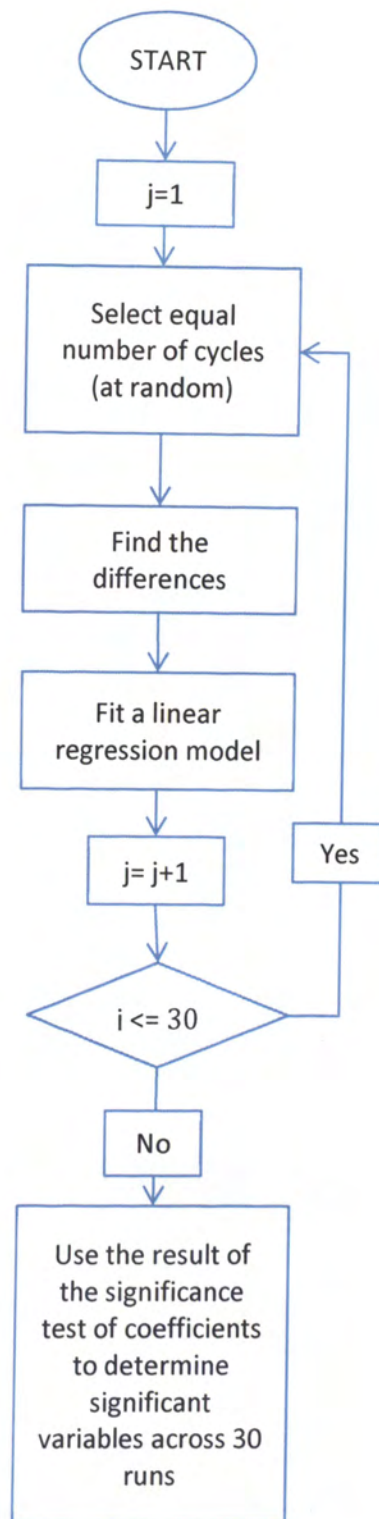 START
j=1
Select equal
number of cycles
(at random)
Find the
differences
Fit a linear
regression model
j= j+1
Yes
i <= 30
No
Use the result of
the significance
test of coefficients
to determine
significant
variables across 30
runs